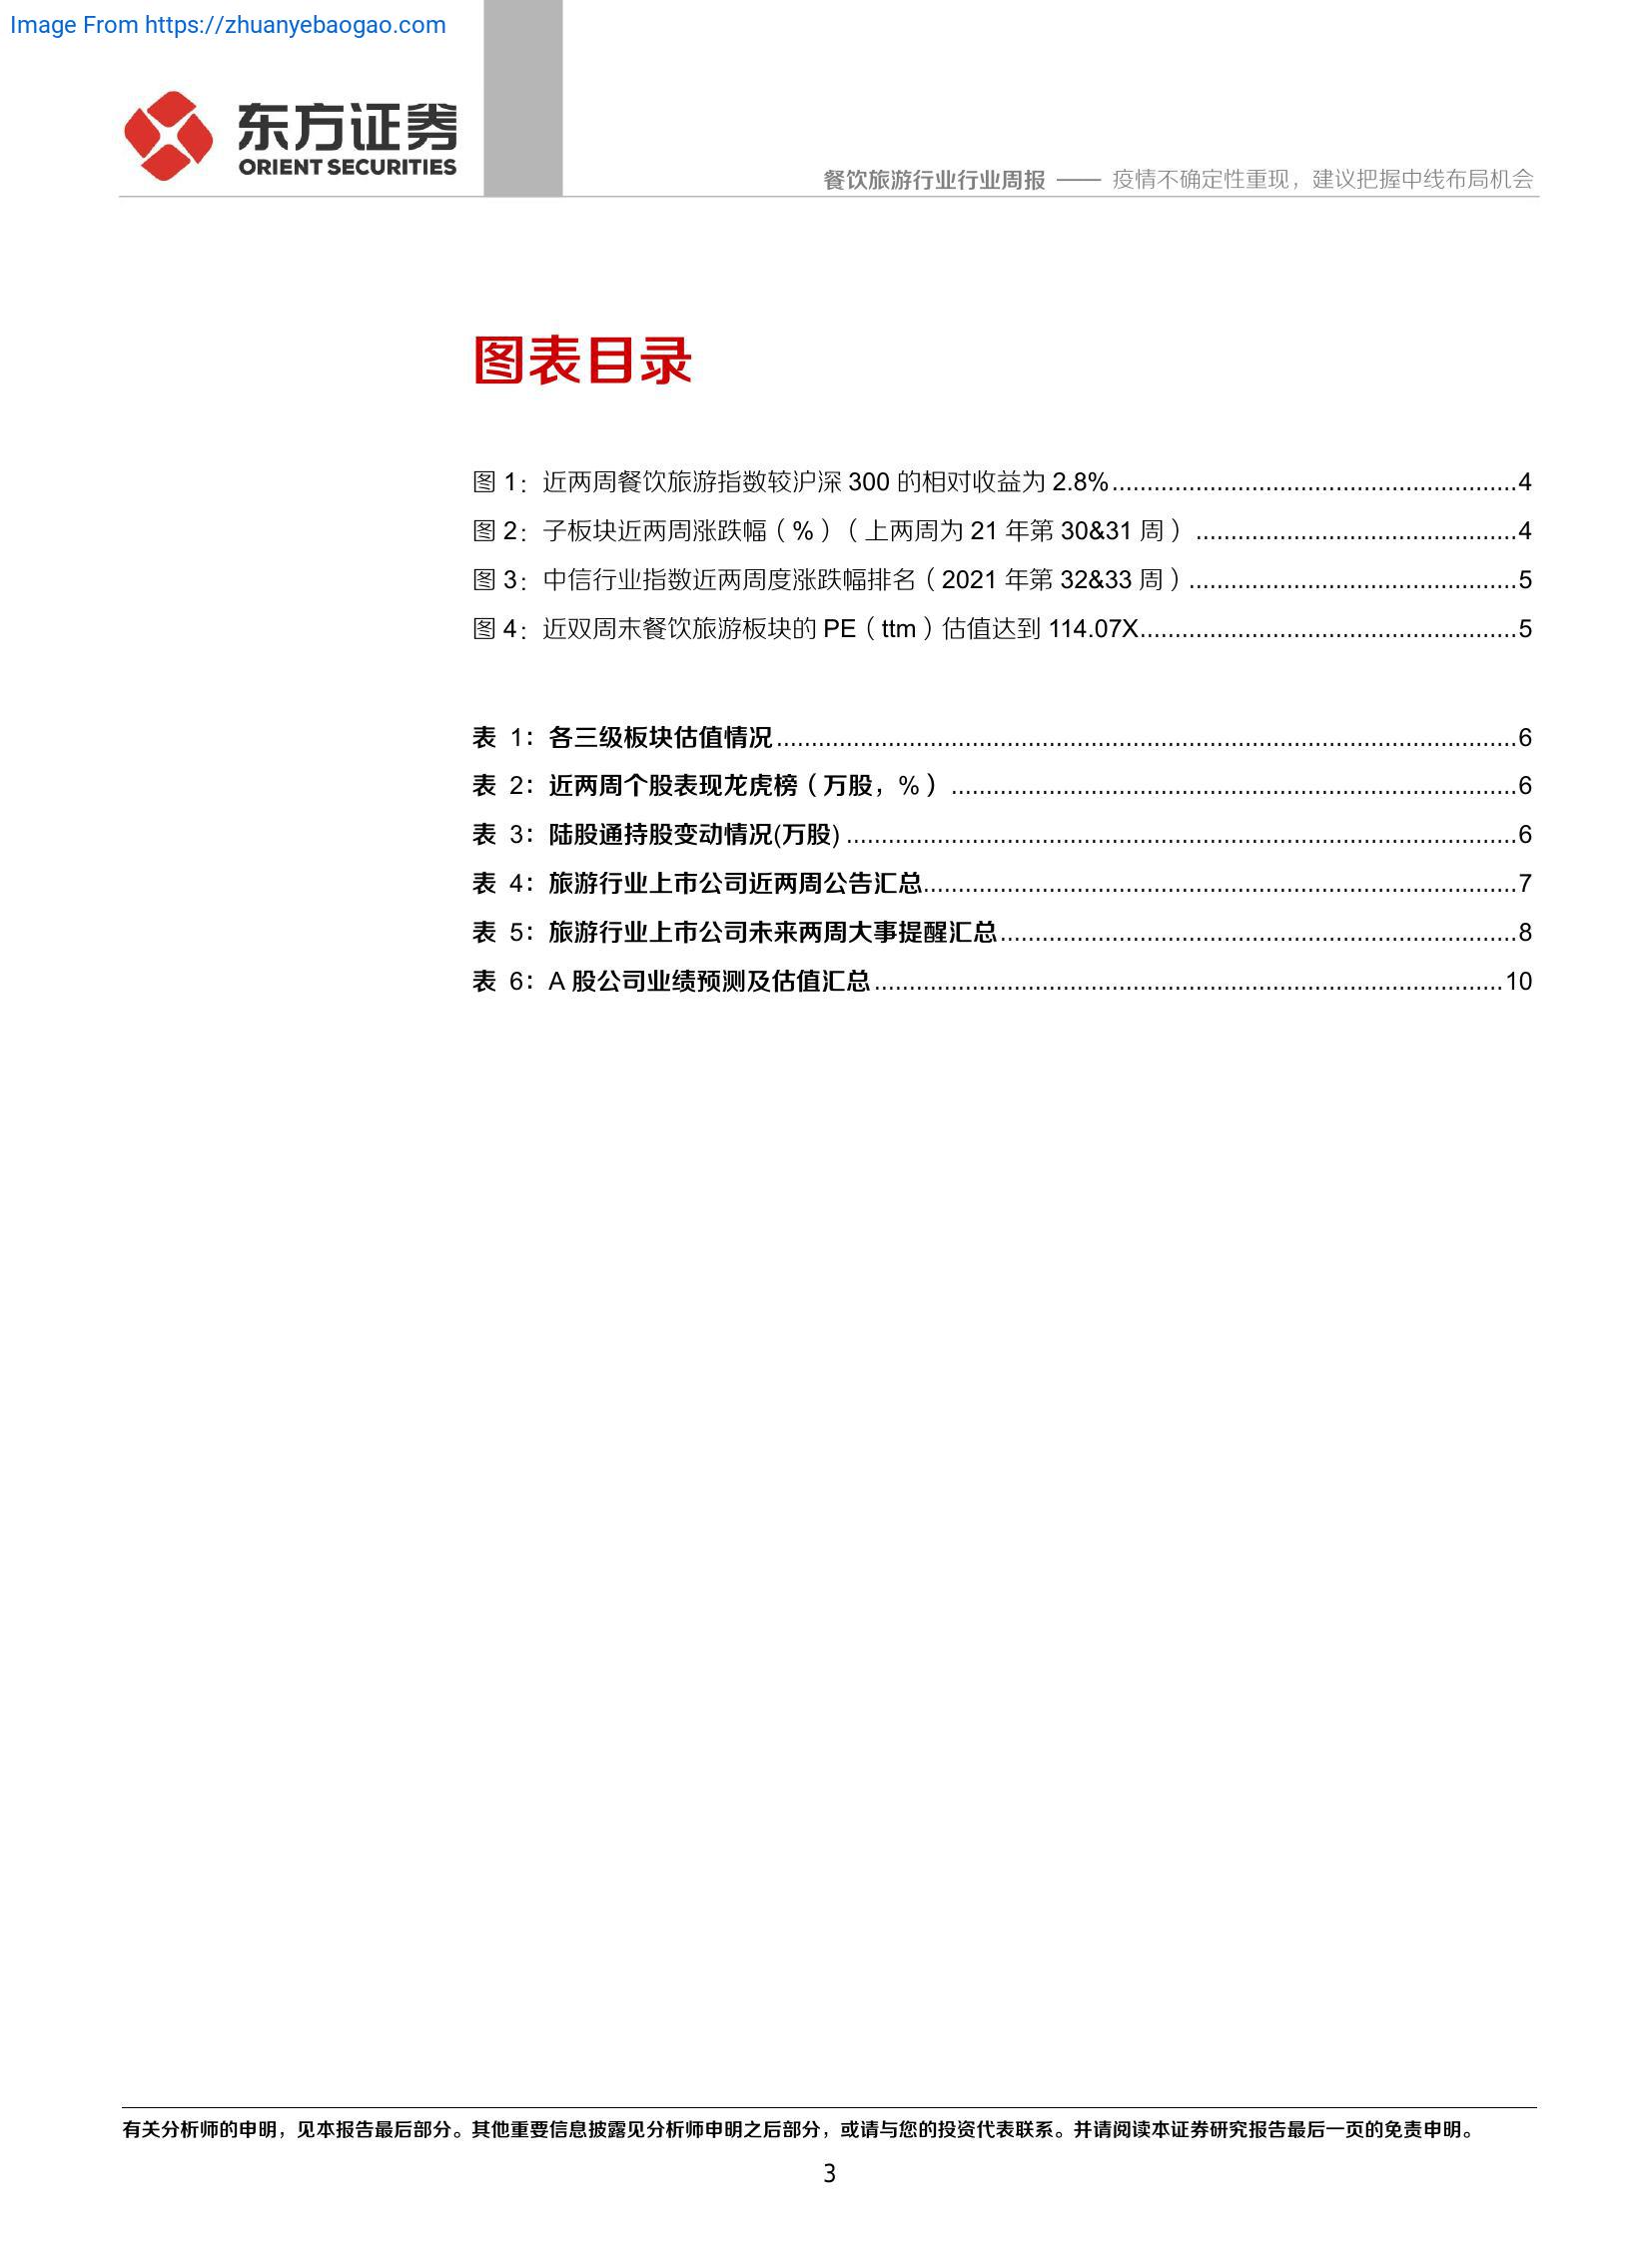 Image From https://zhuanyebaogao.com
东方证券
ORIENT SECURITIES
餐饮旅游行业行业周报 —— 疫情不确定性重现，建议把握中线布局机会
图表目录
图 1：近两周餐饮旅游指数较沪深 300 的相对收益为 2.8%..........................................................4
图 2：子板块近两周涨跌幅（%）（上两周为 21 年第 30&31 周）..............................................4
图 3：中信行业指数近两周度涨跌幅排名（2021 年第 32&33 周）...............................................5
图 4：近双周末餐饮旅游板块的 PE（ttm）估值达到 114.07X......................................................5
表 1：各三级板块估值情况..........................................................................................................6
表 2：近两周个股表现龙虎榜（万股，%）.................................................................................6
表 3：陆股通持股变动情况(万股)................................................................................................6
表 4：旅游行业上市公司近两周公告汇总.....................................................................................7
表 5：旅游行业上市公司未来两周大事提醒汇总..........................................................................8
表 6：A 股公司业绩预测及估值汇总..........................................................................................10
有关分析师的申明，见本报告最后部分。其他重要信息披露见分析师申明之后部分，或请与您的投资代表联系。并请阅读本证券研究报告最后一页的免责申明。
3